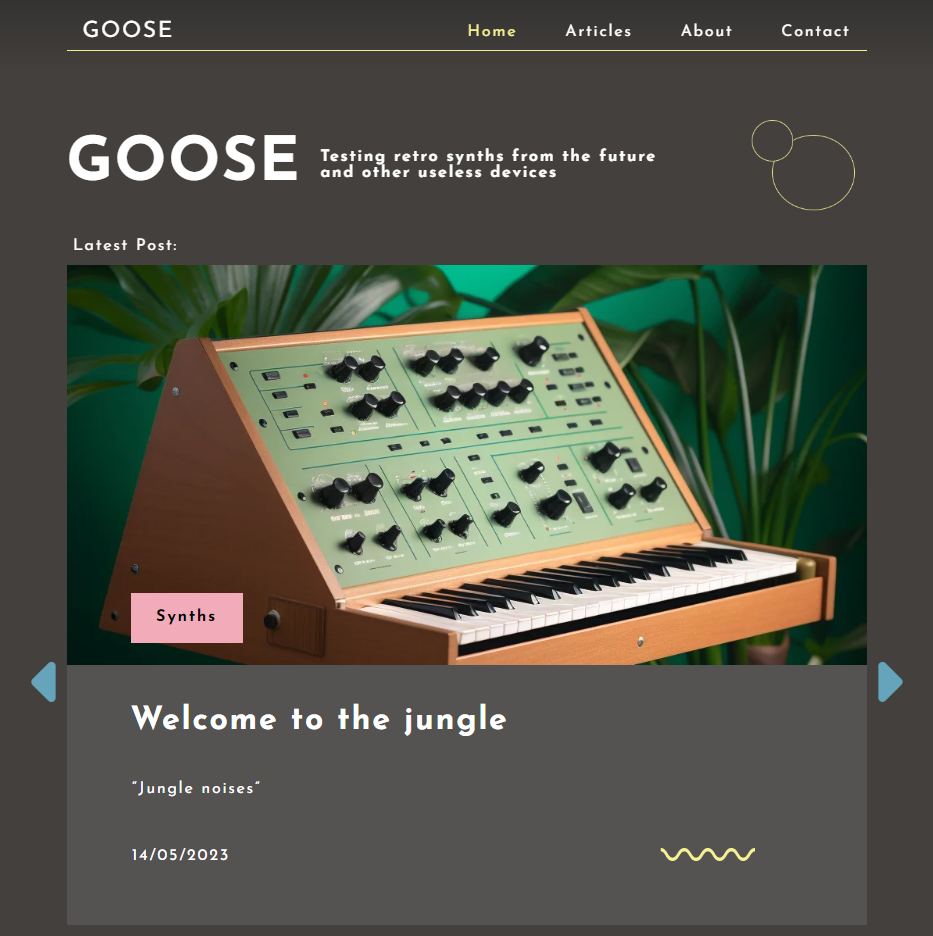 GOOSE
Home Articles About Contact
GOOSE
Testing retro synths from the future
and other useless devices
Latest Post:
Synths
Welcome to the jungle
"Jungle noises"
14/05/2023